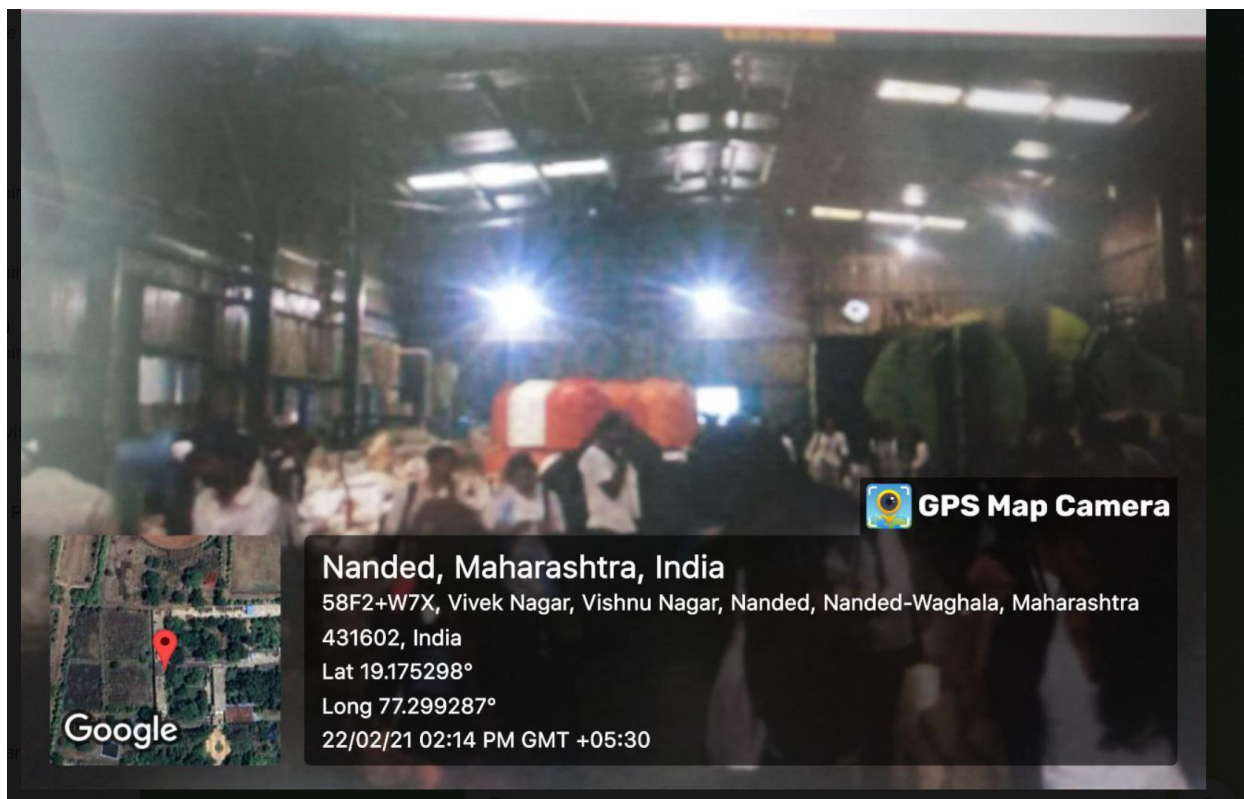 GPS Map Camera
Nanded, Maharashtra, India
58F2+W7X, Vivek Nagar, Vishnu Nagar, Nanded, Nanded-Waghala, Maharashtra
431602, India
Lat 19.175298°
Long 77.299287°
22/02/21 02:14 PM GMT +05:30
Google